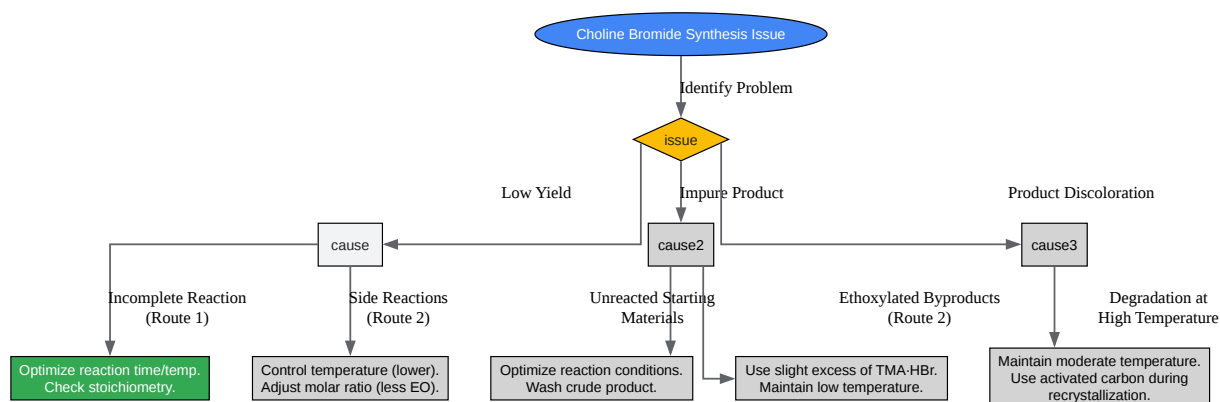 Choline Bromide Synthesis Issue
Identify Problem
issue
Low Yield
Impure Product
Product Discoloration
cause
cause2
cause3
Incomplete Reaction
(Route 1)
Side Reactions
(Route 2)
Unreacted Starting
Materials
Ethoxylated Byproducts
(Route 2)
Degradation at
High Temperature
Optimize reaction time/temp.
Check stoichiometry.
Control temperature (lower).
Adjust molar ratio (less EO).
Optimize reaction conditions.
Wash crude product.
Use slight excess of TMA·HBr.
Maintain low temperature.
Maintain moderate temperature.
Use activated carbon during
recrystallization.